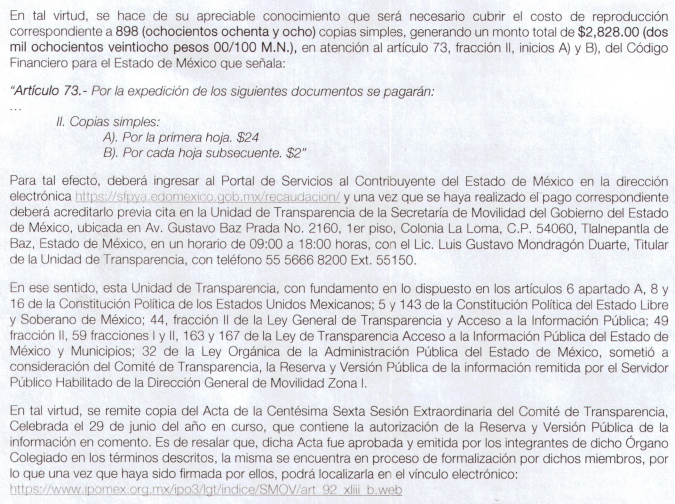 En tal virtud, se hace de su apreciable conocimiento que será necesario cubrir el costo de reproducción
correspondiente a 898 (ochocientos ochenta y ocho) copias simples, generando un monto total de $2,828.00 (dos
mil ochocientos veintiocho pesos 00/100 M.N.), en atención al artículo 73, fracción II, inicios A) y B), del Código
Financiero para el Estado de México que señala:
"Artículo 73.- Por la expedición de los siguientes documentos se pagarán:
...
II. Copias simples:
A). Por la primera hoja. $24
B). Por cada hoja subsecuente. $2"
Para tal efecto, deberá ingresar al Portal de Servicios al Contribuyente del Estado de México en la dirección
electrónica https://sfpya.edomexico.gob.mx/recaudacion/ y una vez que se haya realizado el pago correspondiente
deberá acreditarlo previa cita en la Unidad de Transparencia de la Secretaría de Movilidad del Gobierno del Estado
de México, ubicada en Av. Gustavo Baz Prada No. 2160, 1er piso, Colonia La Loma, C.P. 54060, Tlalnepantla de
Baz, Estado de México, en un horario de 09:00 a 18:00 horas, con el Lic. Luis Gustavo Mondragón Duarte, Titular
de la Unidad de Transparencia, con teléfono 55 5666 8200 Ext. 55150.
En ese sentido, esta Unidad de Transparencia, con fundamento en lo dispuesto en los artículos 6 apartado A, 8 y
16 de la Constitución Política de los Estados Unidos Mexicanos; 5 y 143 de la Constitución Política del Estado Libre
y Soberano de México; 44, fracción II de la Ley General de Transparencia y Acceso a la Información Pública; 49
fracción II, 59 fracciones I y II, 163 y 167 de la Ley de Transparencia Acceso a la Información Pública del Estado de
México y Municipios; 32 de la Ley Orgánica de la Administración Pública del Estado de México, sometió a
consideración del Comité de Transparencia, la Reserva y Versión Pública de la información remitida por el Servidor
Público Habilitado de la Dirección General de Movilidad Zona I.
En tal virtud, se remite copia del Acta de la Centésima Sexta Sesión Extraordinaria del Comité de Transparencia,
Celebrada el 29 de junio del año en curso, que contiene la autorización de la Reserva y Versión Pública de la
información en comento. Es de resalar que, dicha Acta fue aprobada y emitida por los integrantes de dicho Órgano
Colegiado en los términos descritos, la misma se encuentra en proceso de formalización por dichos miembros, por
lo que una vez que haya sido firmada por ellos, podrá localizarla en el vínculo electrónico:
https://www.ipomex.org.mx/ipo3/lgt/indice/SMOV/art_92_xliii_b.web